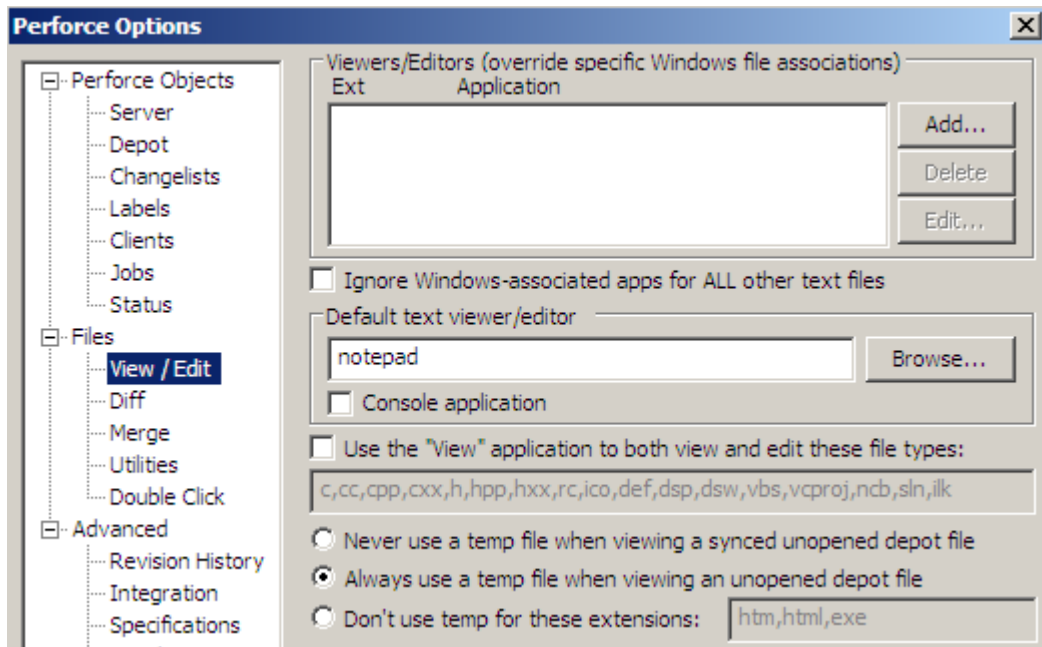 Perforce Options
Perforce Objects
Server
Depot
Changelists
Labels
Clients
Jobs
Status
Files
View / Edit
Diff
Merge
Utilities
Double Click
Advanced
Revision History
Integration
Specifications
Viewers/Editors (override specific Windows file associations)
Ext Application
Add...
Delete
Edit...
Ignore Windows-associated apps for ALL other text files
Default text viewer/editor
notepad
Browse...
Console application
Use the "View" application to both view and edit these file types:
c,cc,cpp,cxx,h,hpp,hxx,rc,ico,def,dsp,dsw,vbs,vcproj,ncb,sln,ilk
Never use a temp file when viewing a synced unopened depot file
Always use a temp file when viewing an unopened depot file
Don't use temp for these extensions:
htm,html,exe